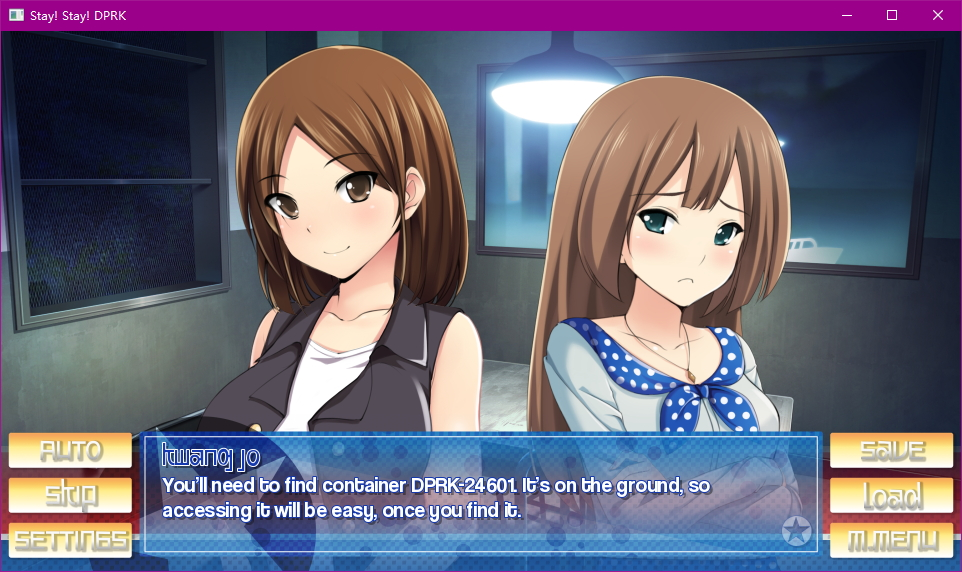 Stay! Stay! DPRK
AUTO
Skip
SETTINGS
Kwang Jo
You'll need to find container DPRK-24601. It's on the ground, so
accessing it will be easy, once you find it.
SAVE
Load
M.MENU